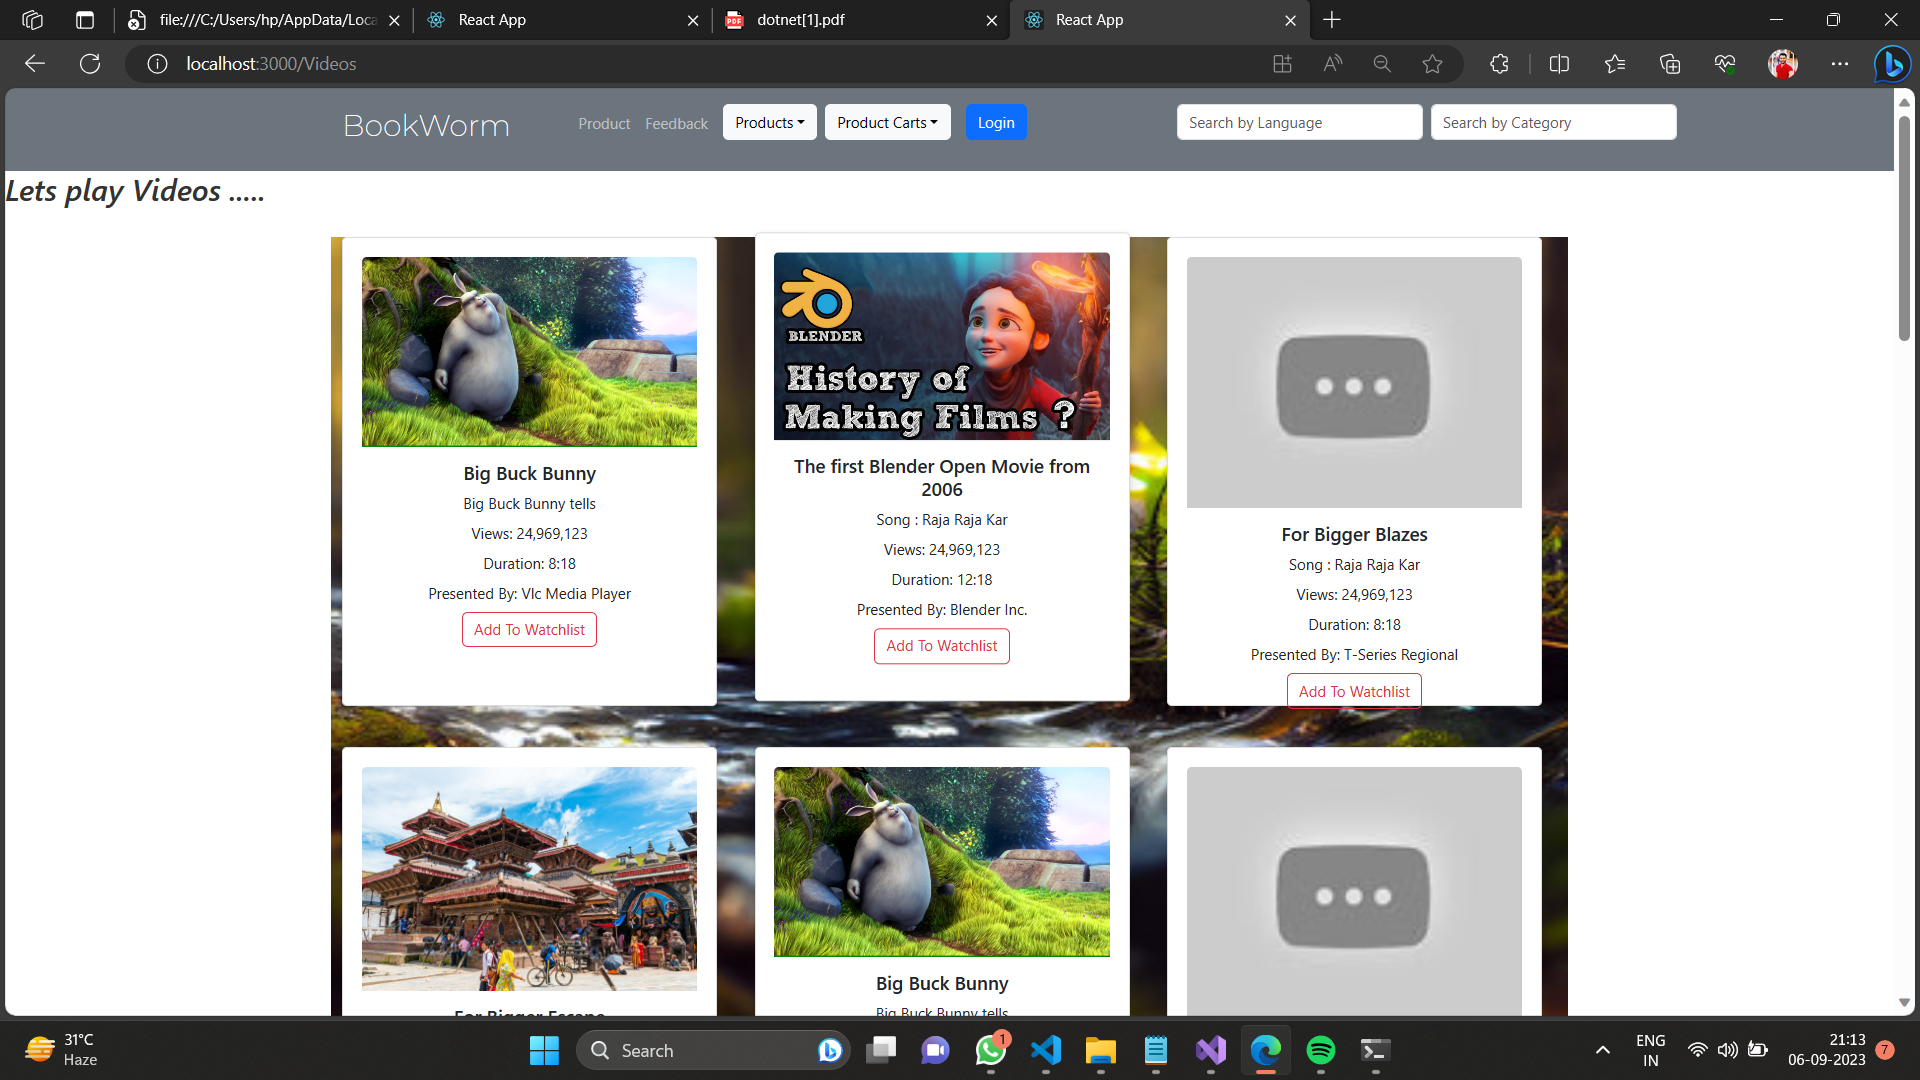 file:///C:/Users/hp/AppData/Loca
React App
dotnet[1].pdf
React App
localhost:3000/Videos
BookWorm
Product
Feedback
Products
Product Carts
Login
Search by Language
Search by Category
Lets play Videos .....
BLENDER
History of
Making Films ?
Big Buck Bunny
Big Buck Bunny tells
Views: 24,969,123
Duration: 8:18
Presented By: Vlc Media Player
Add To Watchlist
The first Blender Open Movie from
2006
Song : Raja Raja Kar
Views: 24,969,123
Duration: 12:18
Presented By: Blender Inc.
Add To Watchlist
For Bigger Blazes
Song : Raja Raja Kar
Views: 24,969,123
Duration: 8:18
Presented By: T-Series Regional
Add To Watchlist
For Bigger Escape
Big Buck Bunny
Big Buck Bunny tells
31°C
Haze
Search
1
ENG
IN
21:13
06-09-2023
7